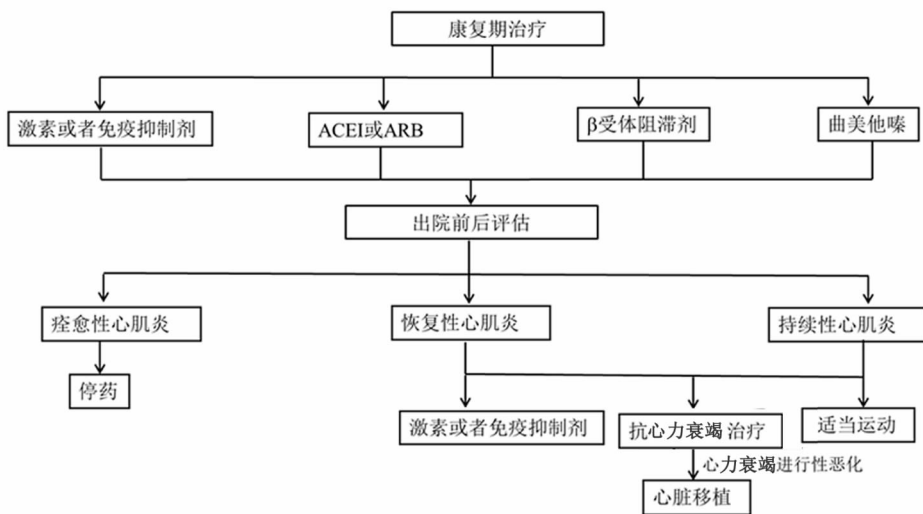 康复期治疗
激素或者免疫抑制剂
ACEI或ARB
β受体阻滞剂
曲美他嗪
出院前后评估
痊愈性心肌炎
恢复性心肌炎
持续性心肌炎
停药
激素或者免疫抑制剂
抗心力衰竭 治疗
适当运动
心力衰竭进行性恶化
心脏移植